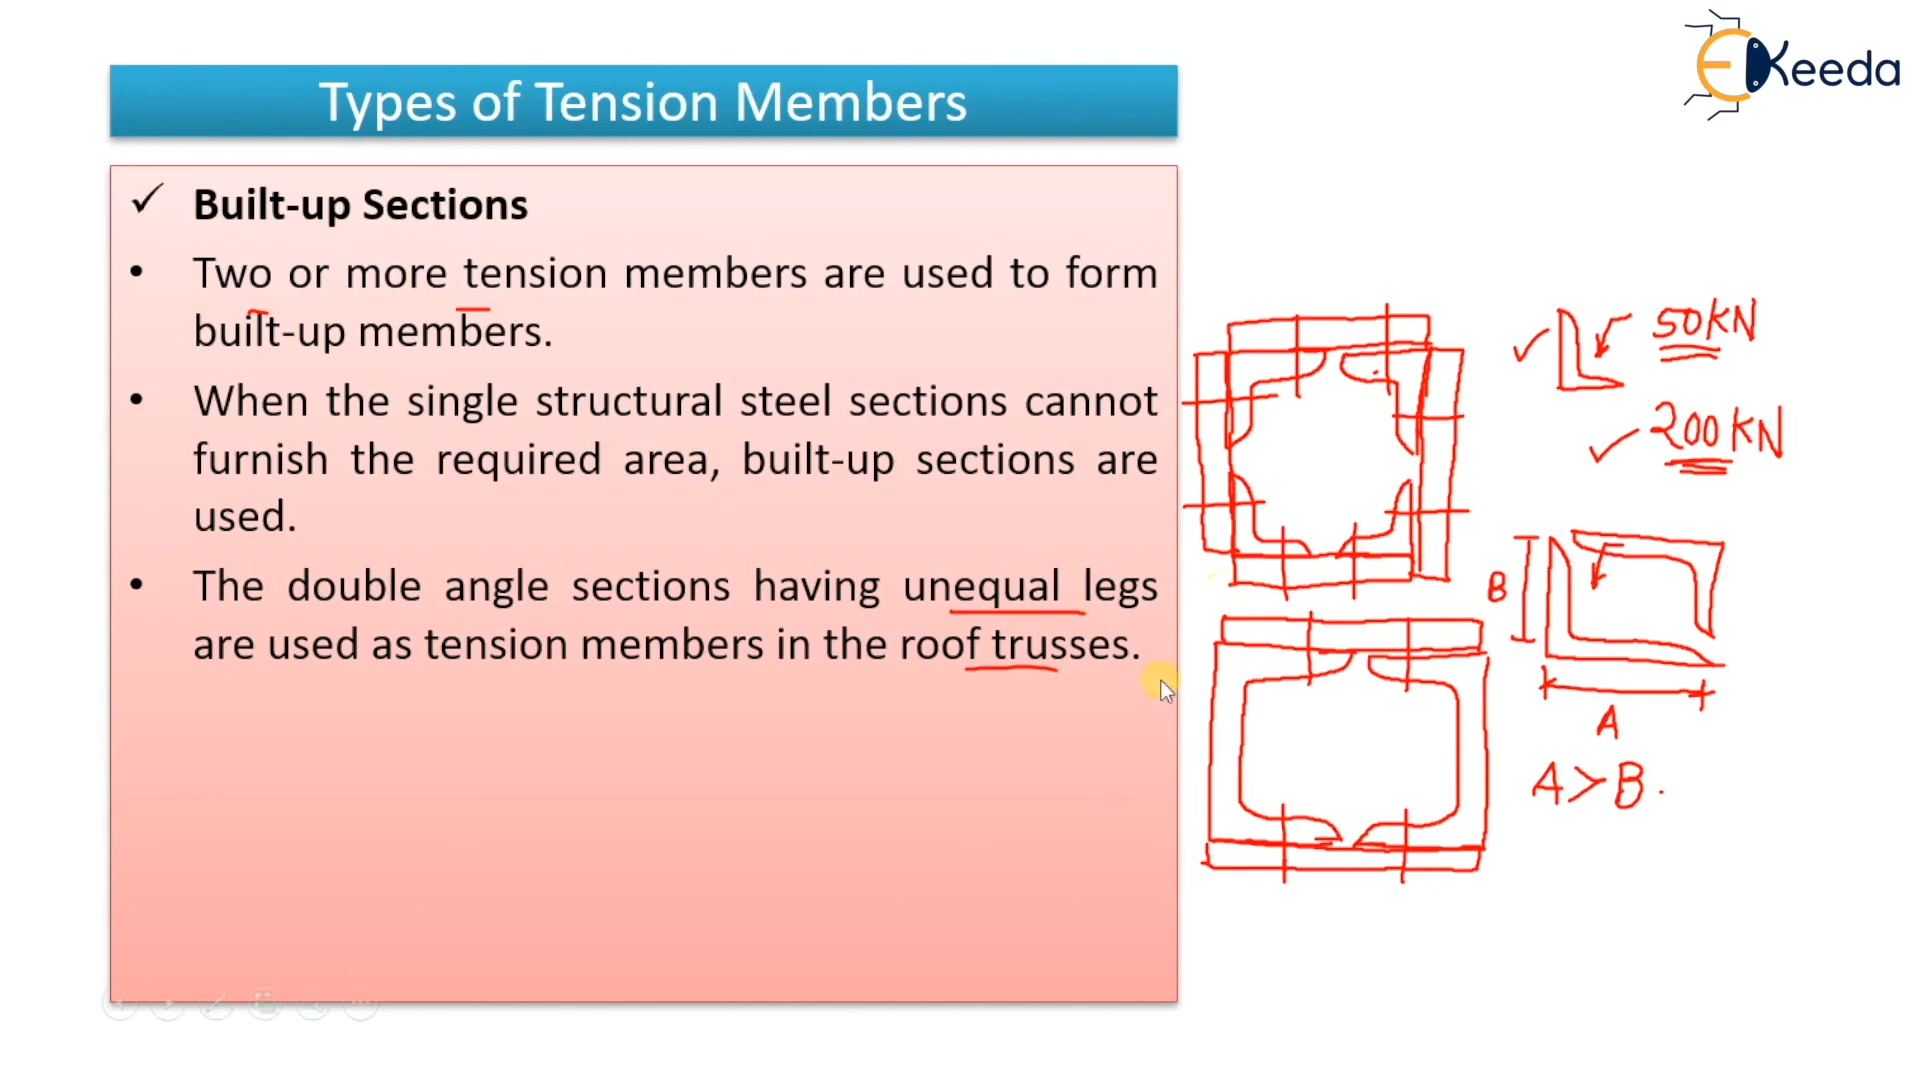 EKeeda
Types of Tension Members
✓ Built-up Sections
• Two or more tension members are used to form
built-up members.
• When the single structural steel sections cannot
furnish the required area, built-up sections are
used.
• The double angle sections having unequal legs
are used as tension members in the roof trusses.
50KN
200KN
B
A
A>B.